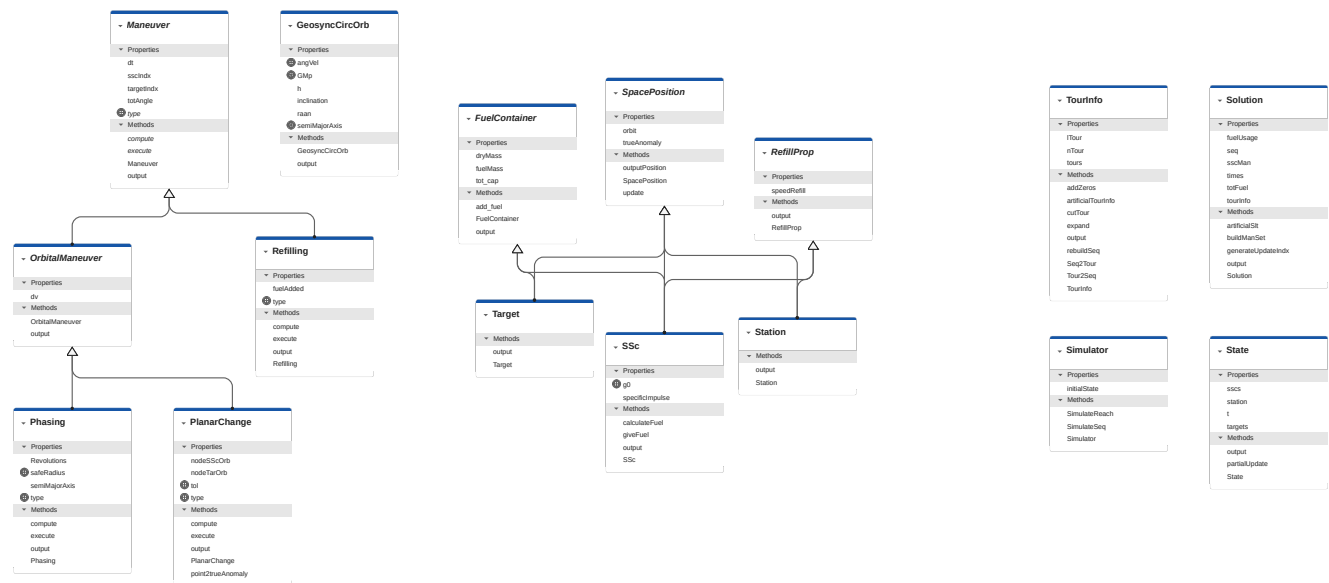 Maneuver
Properties
dt
sscIndx
targetIndx
totAngle
type
Methods
compute
execute
Maneuver
output
GeosyncCircOrb
Properties
angVel
GMp
h
inclination
raan
semiMajorAxis
Methods
GeosyncCircOrb
output
OrbitalManeuver
Properties
dv
Methods
OrbitalManeuver
output
Refilling
Properties
fuelAdded
type
Methods
compute
execute
output
Refilling
Phasing
Properties
Revolutions
safeRadius
semiMajorAxis
type
Methods
compute
execute
output
Phasing
PlanarChange
Properties
nodeSScOrb
nodeTarOrb
tol
type
Methods
compute
execute
output
PlanarChange
point2trueAnomaly
FuelContainer
Properties
dryMass
fuelMass
tot_cap
Methods
add_fuel
FuelContainer
output
SpacePosition
Properties
orbit
trueAnomaly
Methods
outputPosition
SpacePosition
update
RefillProp
Properties
speedRefill
Methods
output
RefillProp
Target
Methods
output
Target
SSc
Properties
g0
specificImpulse
Methods
calculateFuel
giveFuel
output
SSc
Station
Methods
output
Station
TourInfo
Properties
lTour
nTour
tours
Methods
addZeros
artificialTourInfo
cutTour
expand
output
rebuildSeq
Seq2Tour
Tour2Seq
TourInfo
Solution
Properties
fuelUsage
seq
sscMan
times
totFuel
tourInfo
Methods
artificialSlt
buildManSet
generateUpdateIndx
output
Solution
Simulator
Properties
initialState
Methods
SimulateReach
SimulateSeq
Simulator
State
Properties
sscs
station
t
targets
Methods
output
partialUpdate
State